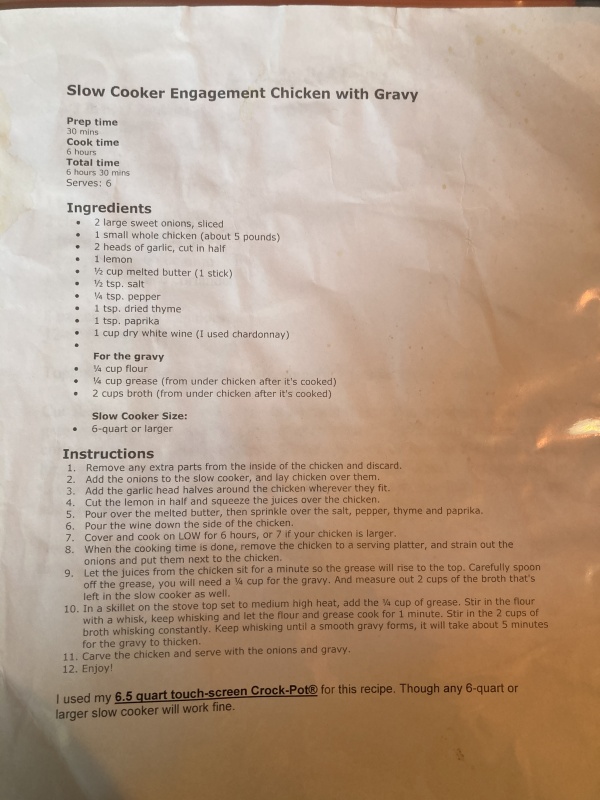 Slow Cooker Engagement Chicken with Gravy
Prep time
30 mins
Cook time
6 hours
Total time
6 hours 30 mins
Serves: 6
Ingredients
• 2 large sweet onions, sliced
• 1 small whole chicken (about 5 pounds)
• 2 heads of garlic, cut in half
• 1 lemon
• ½ cup melted butter (1 stick)
• ½ tsp. salt
• ¼ tsp. pepper
• 1 tsp. dried thyme
• 1 tsp. paprika
• 1 cup dry white wine (I used chardonnay)
•
For the gravy
• ¼ cup flour
• ¼ cup grease (from under chicken after it's cooked)
• 2 cups broth (from under chicken after it's cooked)
Slow Cooker Size:
• 6-quart or larger
Instructions
1. Remove any extra parts from the inside of the chicken and discard.
2. Add the onions to the slow cooker, and lay chicken over them.
3. Add the garlic head halves around the chicken wherever they fit.
4. Cut the lemon in half and squeeze the juices over the chicken.
5. Pour over the melted butter, then sprinkle over the salt, pepper, thyme and paprika.
6. Pour the wine down the side of the chicken.
7. Cover and cook on LOW for 6 hours, or 7 if your chicken is larger.
8. When the cooking time is done, remove the chicken to a serving platter, and strain out the
onions and put them next to the chicken.
9. Let the juices from the chicken sit for a minute so the grease will rise to the top. Carefully spoon
off the grease, you will need a ¼ cup for the gravy. And measure out 2 cups of the broth that's
left in the slow cooker as well.
10. In a skillet on the stove top set to medium high heat, add the ¼ cup of grease. Stir in the flour
with a whisk, keep whisking and let the flour and grease cook for 1 minute. Stir in the 2 cups of
broth whisking constantly. Keep whisking until a smooth gravy forms, it will take about 5 minutes
for the gravy to thicken.
11. Carve the chicken and serve with the onions and gravy.
12. Enjoy!
I used my 6.5 quart touch-screen Crock-Pot® for this recipe. Though any 6-quart or
larger slow cooker will work fine.